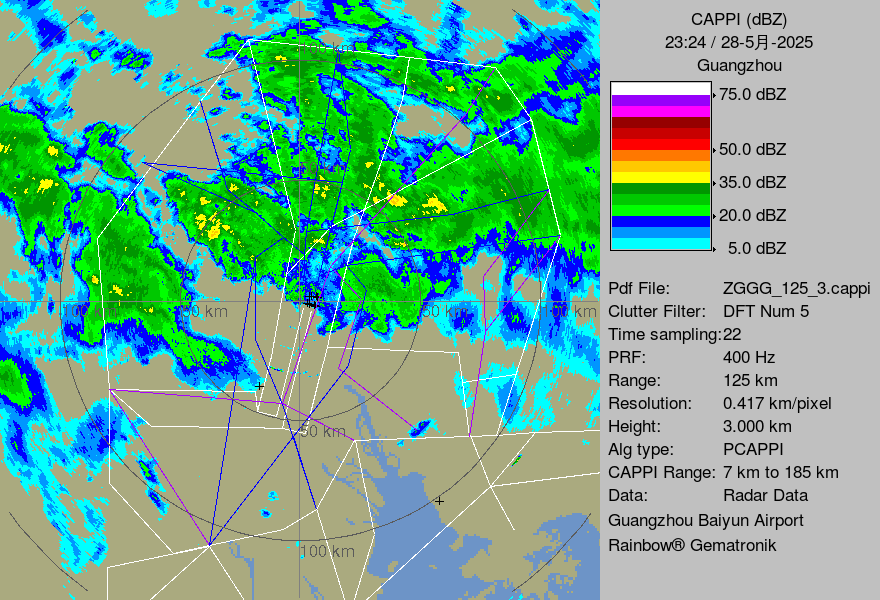 CAPPI (dBZ)
23:24 / 28-5月-2025
Guangzhou
75.0 dBZ
50.0 dBZ
35.0 dBZ
20.0 dBZ
5.0 dBZ
Pdf File: ZGGG_125_3.cappi
Clutter Filter: DFT Num 5
Time sampling:22
PRF: 400 Hz
Range: 125 km
Resolution: 0.417 km/pixel
Height: 3.000 km
Alg type: PCAPPI
CAPPI Range: 7 km to 185 km
Data: Radar Data
Guangzhou Baiyun Airport
Rainbow® Gematronik
100 km
100 km
50 km
50 km
100 km
50 km
100 km